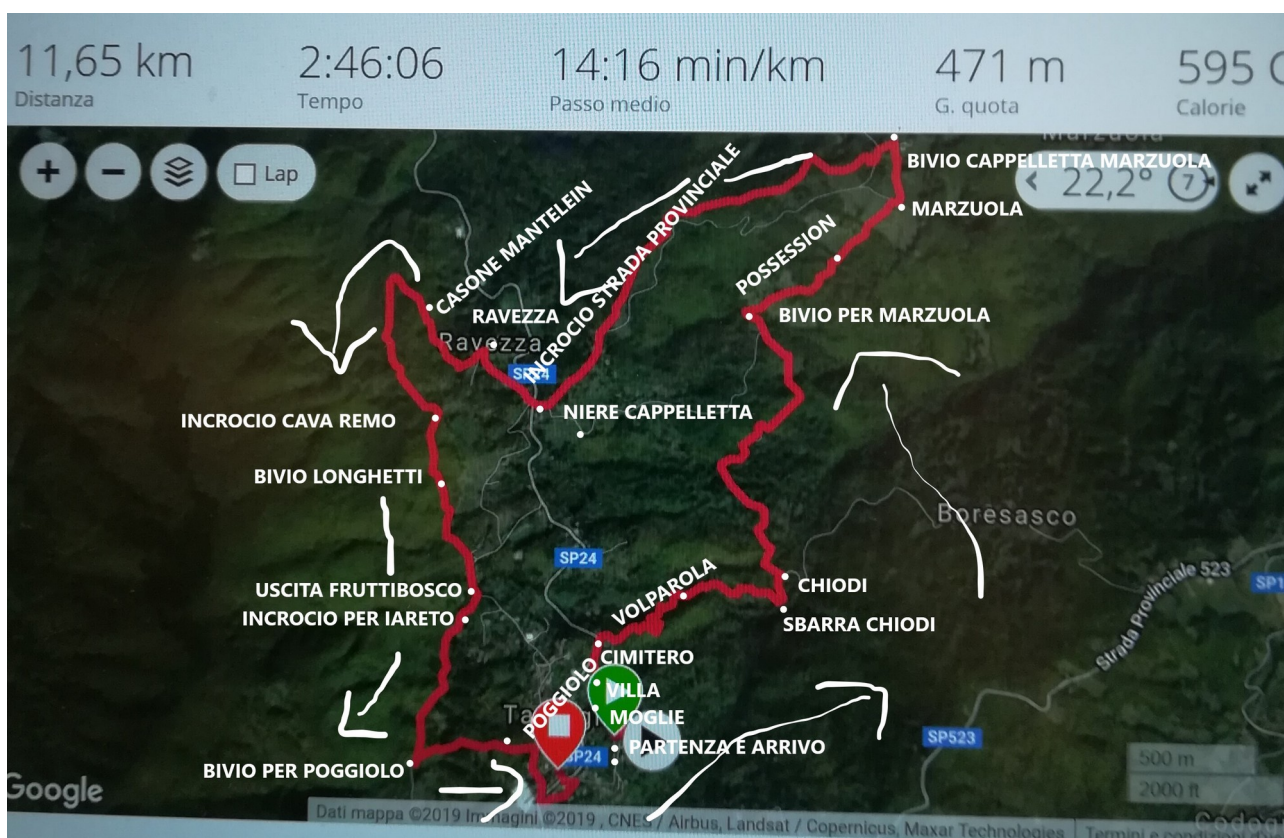 11,65 km
Distanza
2:46:06
Tempo
14:16 min/km
Passo medio
471 m
G. quota
595
Calorie
Lap
BIVIO CAPPELLETTA MARZUOLA
22,2°
7
MARZUOLA
POSSESSION
BIVIO PER MARZUOLA
INCROCIO STRADA PROVINCIALE
CASONE MANTELEIN
RAVEZZA
Ravezza
SP24
NIERE CAPPELLETTA
INCROCIO CAVA REMO
BIVIO LONGHETTI
Boresasco
SP24
USCITA FRUTTIBOSCO
INCROCIO PER IARETO
VOLPAROLA
CHIODI
SBARRA CHIODI
Strada Provinciale 523
CIMITERO
VILLA
MOGLIE
POGGIOLO
PARTENZA E ARRIVO
SP24
SP523
BIVIO PER POGGIOLO
500 m
2000 ft
Google
Dati mappa ©2019 Immagini ©2019 , CNES / Airbus, Landsat / Copernicus, Maxar Technologies